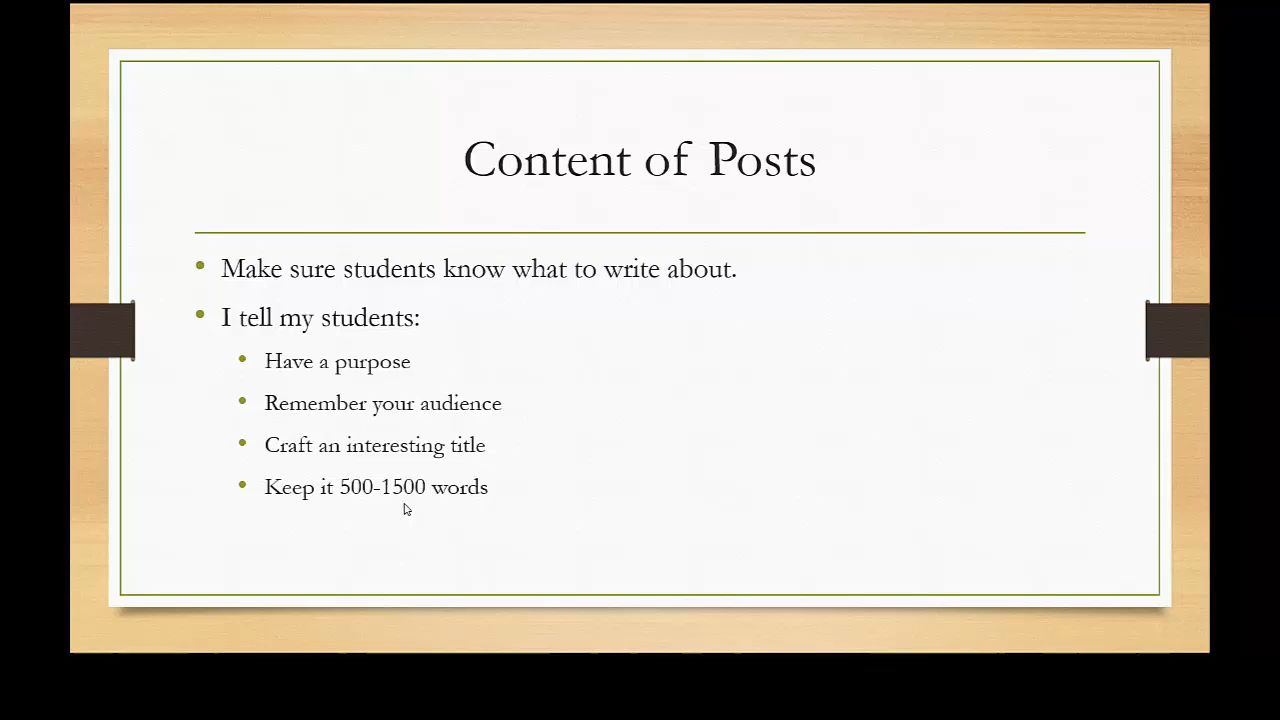 Content of Posts
Make sure students know what to write about.
I tell my students:
Have a purpose
Remember your audience
Craft an interesting title
Keep it 500-1500 words